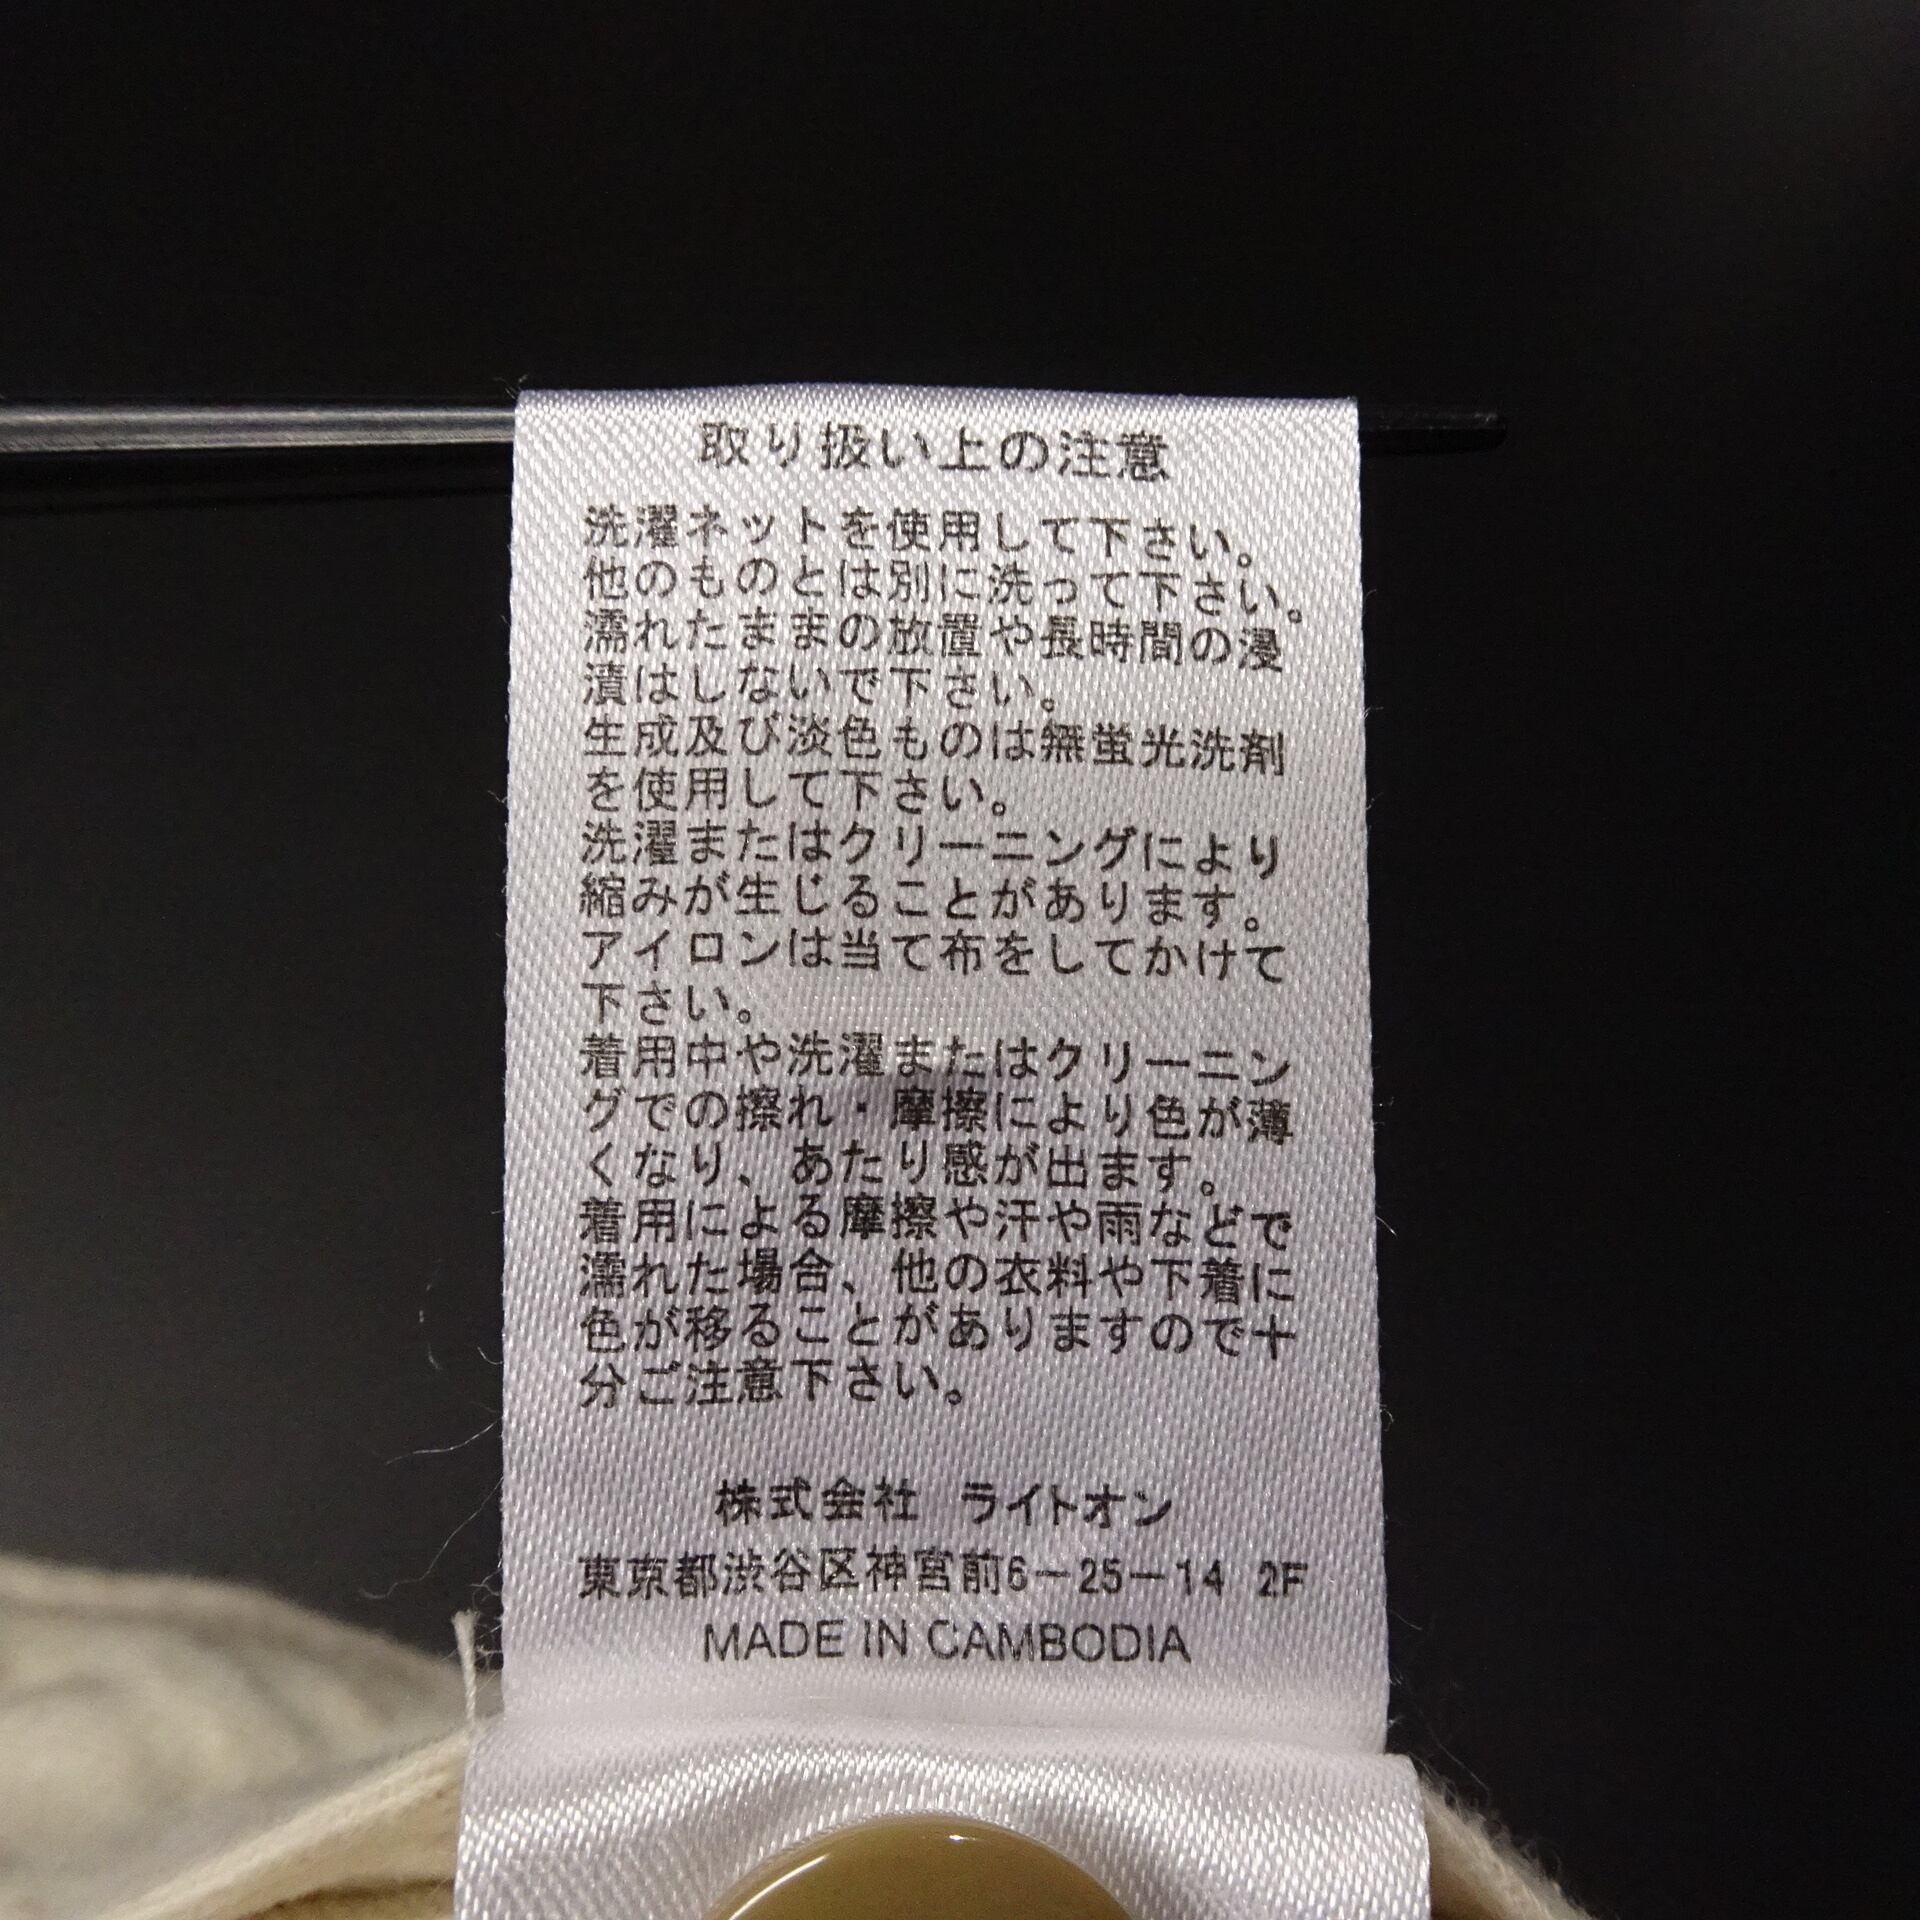 取り扱い上の注意
洗濯ネットを使用して下さい。
他のものとは別に洗って下さい。
濡れたままの放置や長時間の浸
漬はしないで下さい。
生成及び淡色ものは無蛍光洗剤
を使用して下さい。
洗濯またはクリーニングにより
縮みが生じることがあります。
アイロンは当て布をしてかけて
下さい。
着用中や洗濯またはクリーニン
グでの擦れ・摩擦により色が薄
くなり、あたり感が出ます。
着用による摩擦や汗や雨などで
濡れた場合、他の衣料や下着に
色が移ることがありますので十
分ご注意下さい。
株式会社 ライトオン
東京都渋谷区神宮前6-25-14 2F
MADE IN CAMBODIA